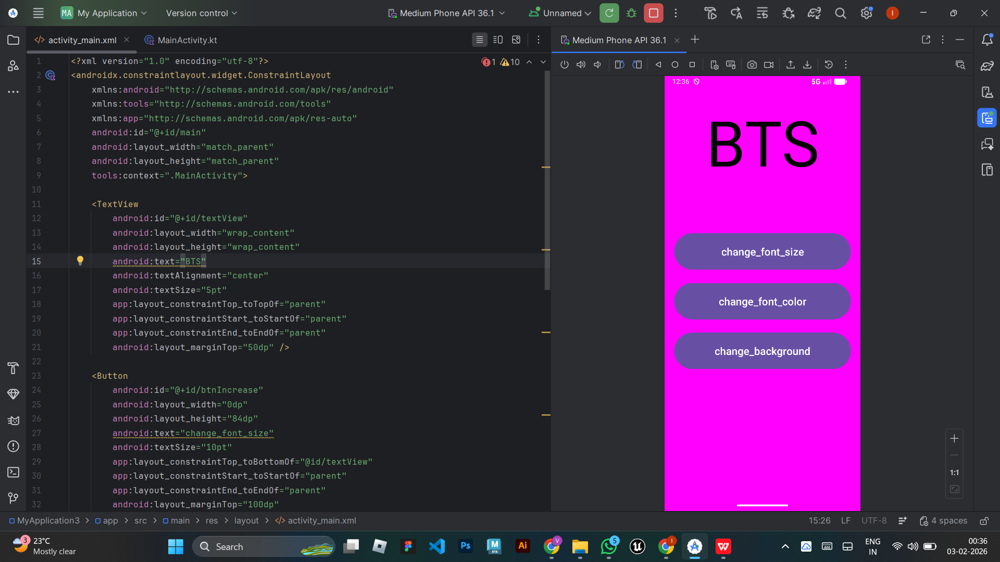 MA My Application
Version control
Medium Phone API 36.1
Unnamed
I
activity_main.xml
MainActivity.kt
Medium Phone API 36.1
1 <?xml version="1.0" encoding="utf-8"?>
1 10
2 <androidx.constraintlayout.widget.ConstraintLayout
3 xmlns:android="http://schemas.android.com/apk/res/android"
4 xmlns:tools="http://schemas.android.com/tools"
5 xmlns:app="http://schemas.android.com/apk/res-auto"
6 android:id="@+id/main"
7 android:layout_width="match_parent"
8 android:layout_height="match_parent"
9 tools:context=".MainActivity">
10
11 <TextView
12 android:id="@+id/textView"
13 android:layout_width="wrap_content"
14 android:layout_height="wrap_content"
15 android:text="BTS"
16 android:textAlignment="center"
17 android:textSize="5pt"
18 app:layout_constraintTop_toTopOf="parent"
19 app:layout_constraintStart_toStartOf="parent"
20 app:layout_constraintEnd_toEndOf="parent"
21 android:layout_marginTop="50dp" />
22
23 <Button
24 android:id="@+id/btnIncrease"
25 android:layout_width="0dp"
26 android:layout_height="84dp"
27 android:text="change_font_size"
28 android:textSize="10pt"
29 app:layout_constraintTop_toBottomOf="@id/textView"
30 app:layout_constraintStart_toStartOf="parent"
31 app:layout_constraintEnd_toEndOf="parent"
32 android:layout_marginTop="100dp"
12:36 5G
BTS
change_font_size
change_font_color
change_background
1:1
MyApplication3 > app > src > main > res > layout > activity_main.xml
15:26 LF UTF-8 4 spaces
3
23°C
Mostly clear
Search
Ps
M
AYA
Ai
V
5
I
W
ENG
IN
00:36
03-02-2026